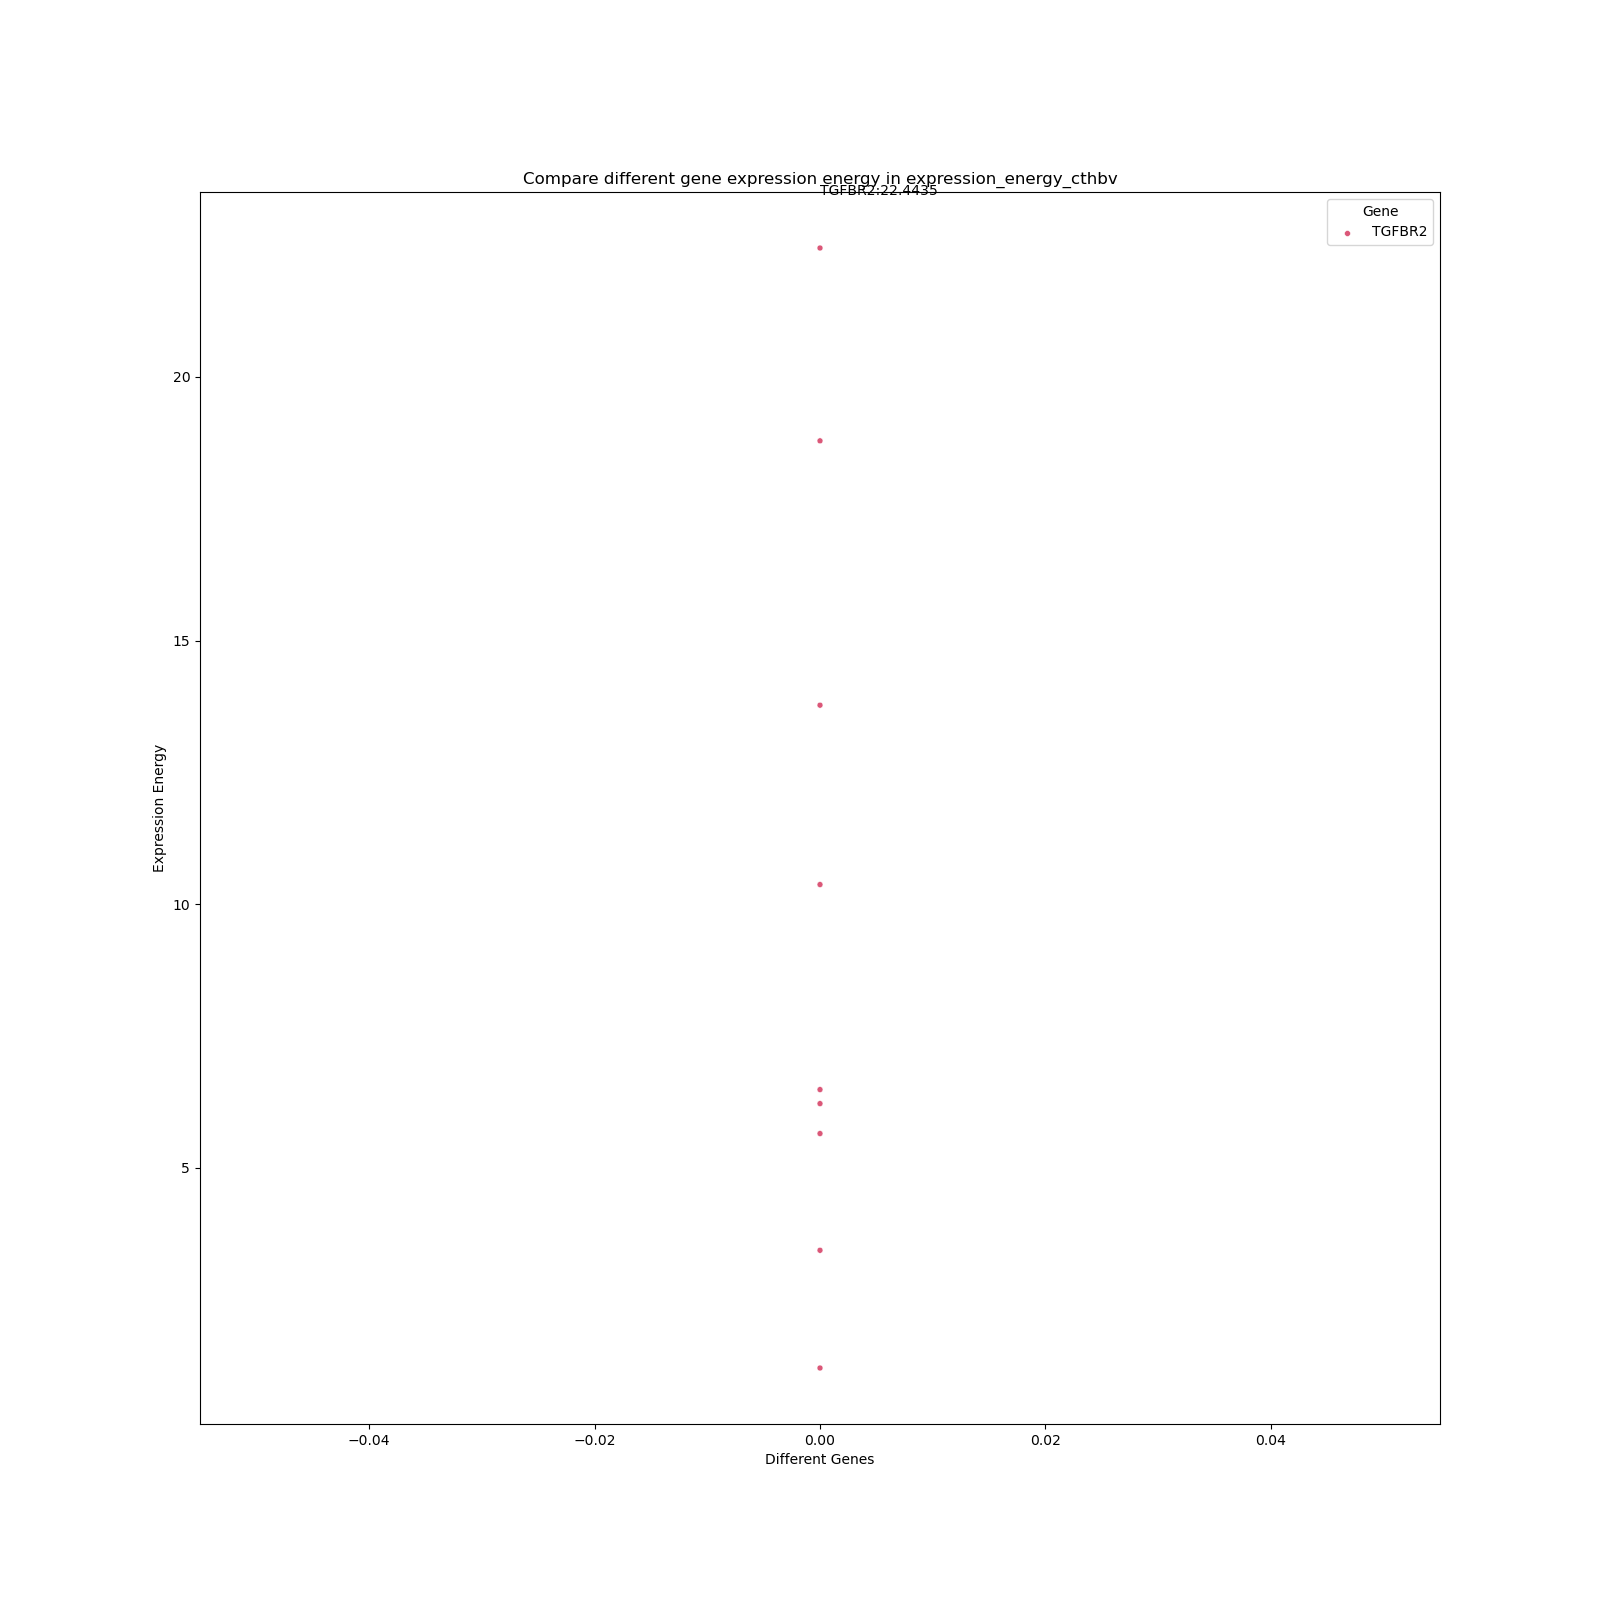 Compare different gene expression energy in expression_energy_cthbv
TGFBR2:22.4435
Gene
TGFBR2
20
15
10
5
Expression Energy
−0.04
−0.02
0.00
0.02
0.04
Different Genes